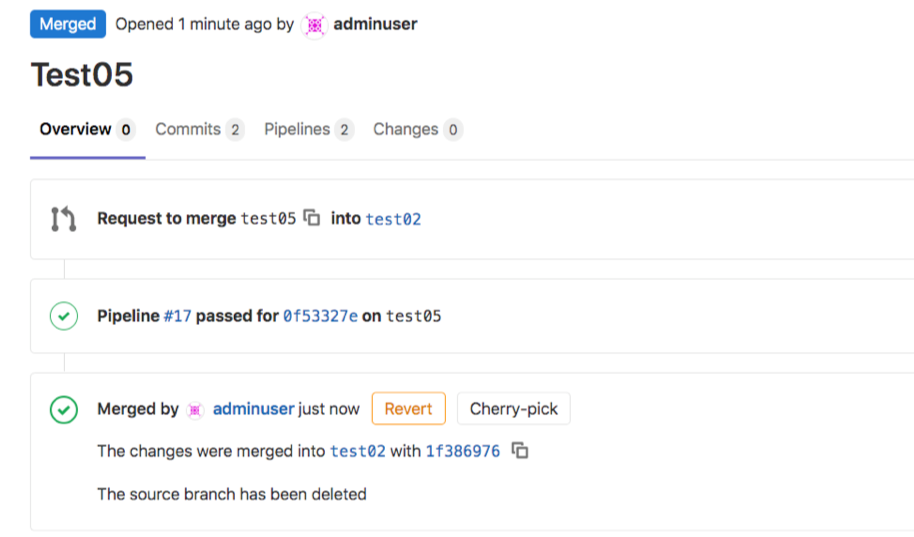 Merged Opened 1 minute ago by adminuser
Test05
Overview 0 Commits 2 Pipelines 2 Changes 0
Request to merge test05 into test02
Pipeline #17 passed for 0f53327e on test05
Merged by adminuser just now Revert Cherry-pick
The changes were merged into test02 with 1f386976
The source branch has been deleted